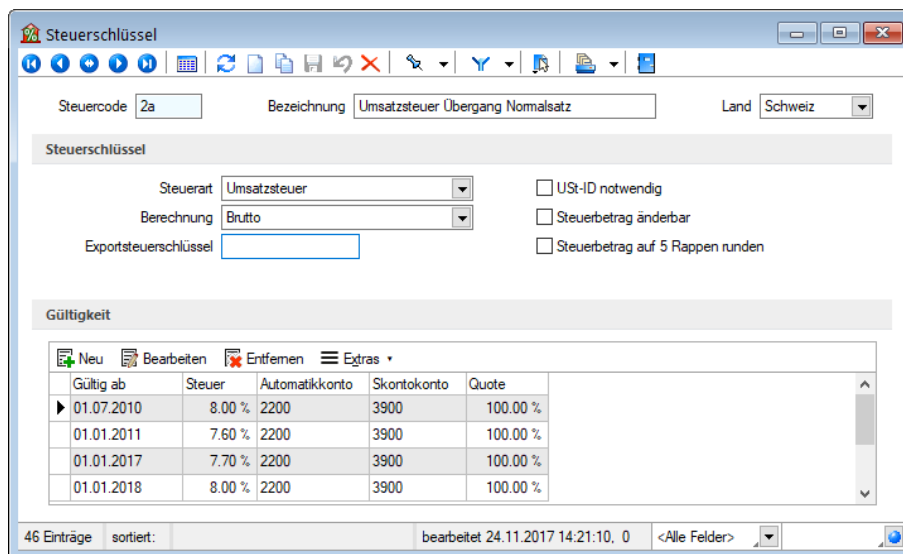 Steuerschlüssel
Steuercode 2a Bezeichnung Umsatzsteuer Übergang Normalsatz Land Schweiz
Steuerschlüssel
Steuerart Umsatzsteuer USt-ID notwendig
Berechnung Brutto Steuerbetrag änderbar
Exportsteuerschlüssel Steuerbetrag auf 5 Rappen runden
Gültigkeit
Neu Bearbeiten Entfernen Extras
Gültig ab Steuer Automatikkonto Skontokonto Quote
01.07.2010 8.00 % 2200 3900 100.00 %
01.01.2011 7.60 % 2200 3900 100.00 %
01.01.2017 7.70 % 2200 3900 100.00 %
01.01.2018 8.00 % 2200 3900 100.00 %
46 Einträge sortiert: bearbeitet 24.11.2017 14:21:10, 0 <Alle Felder>